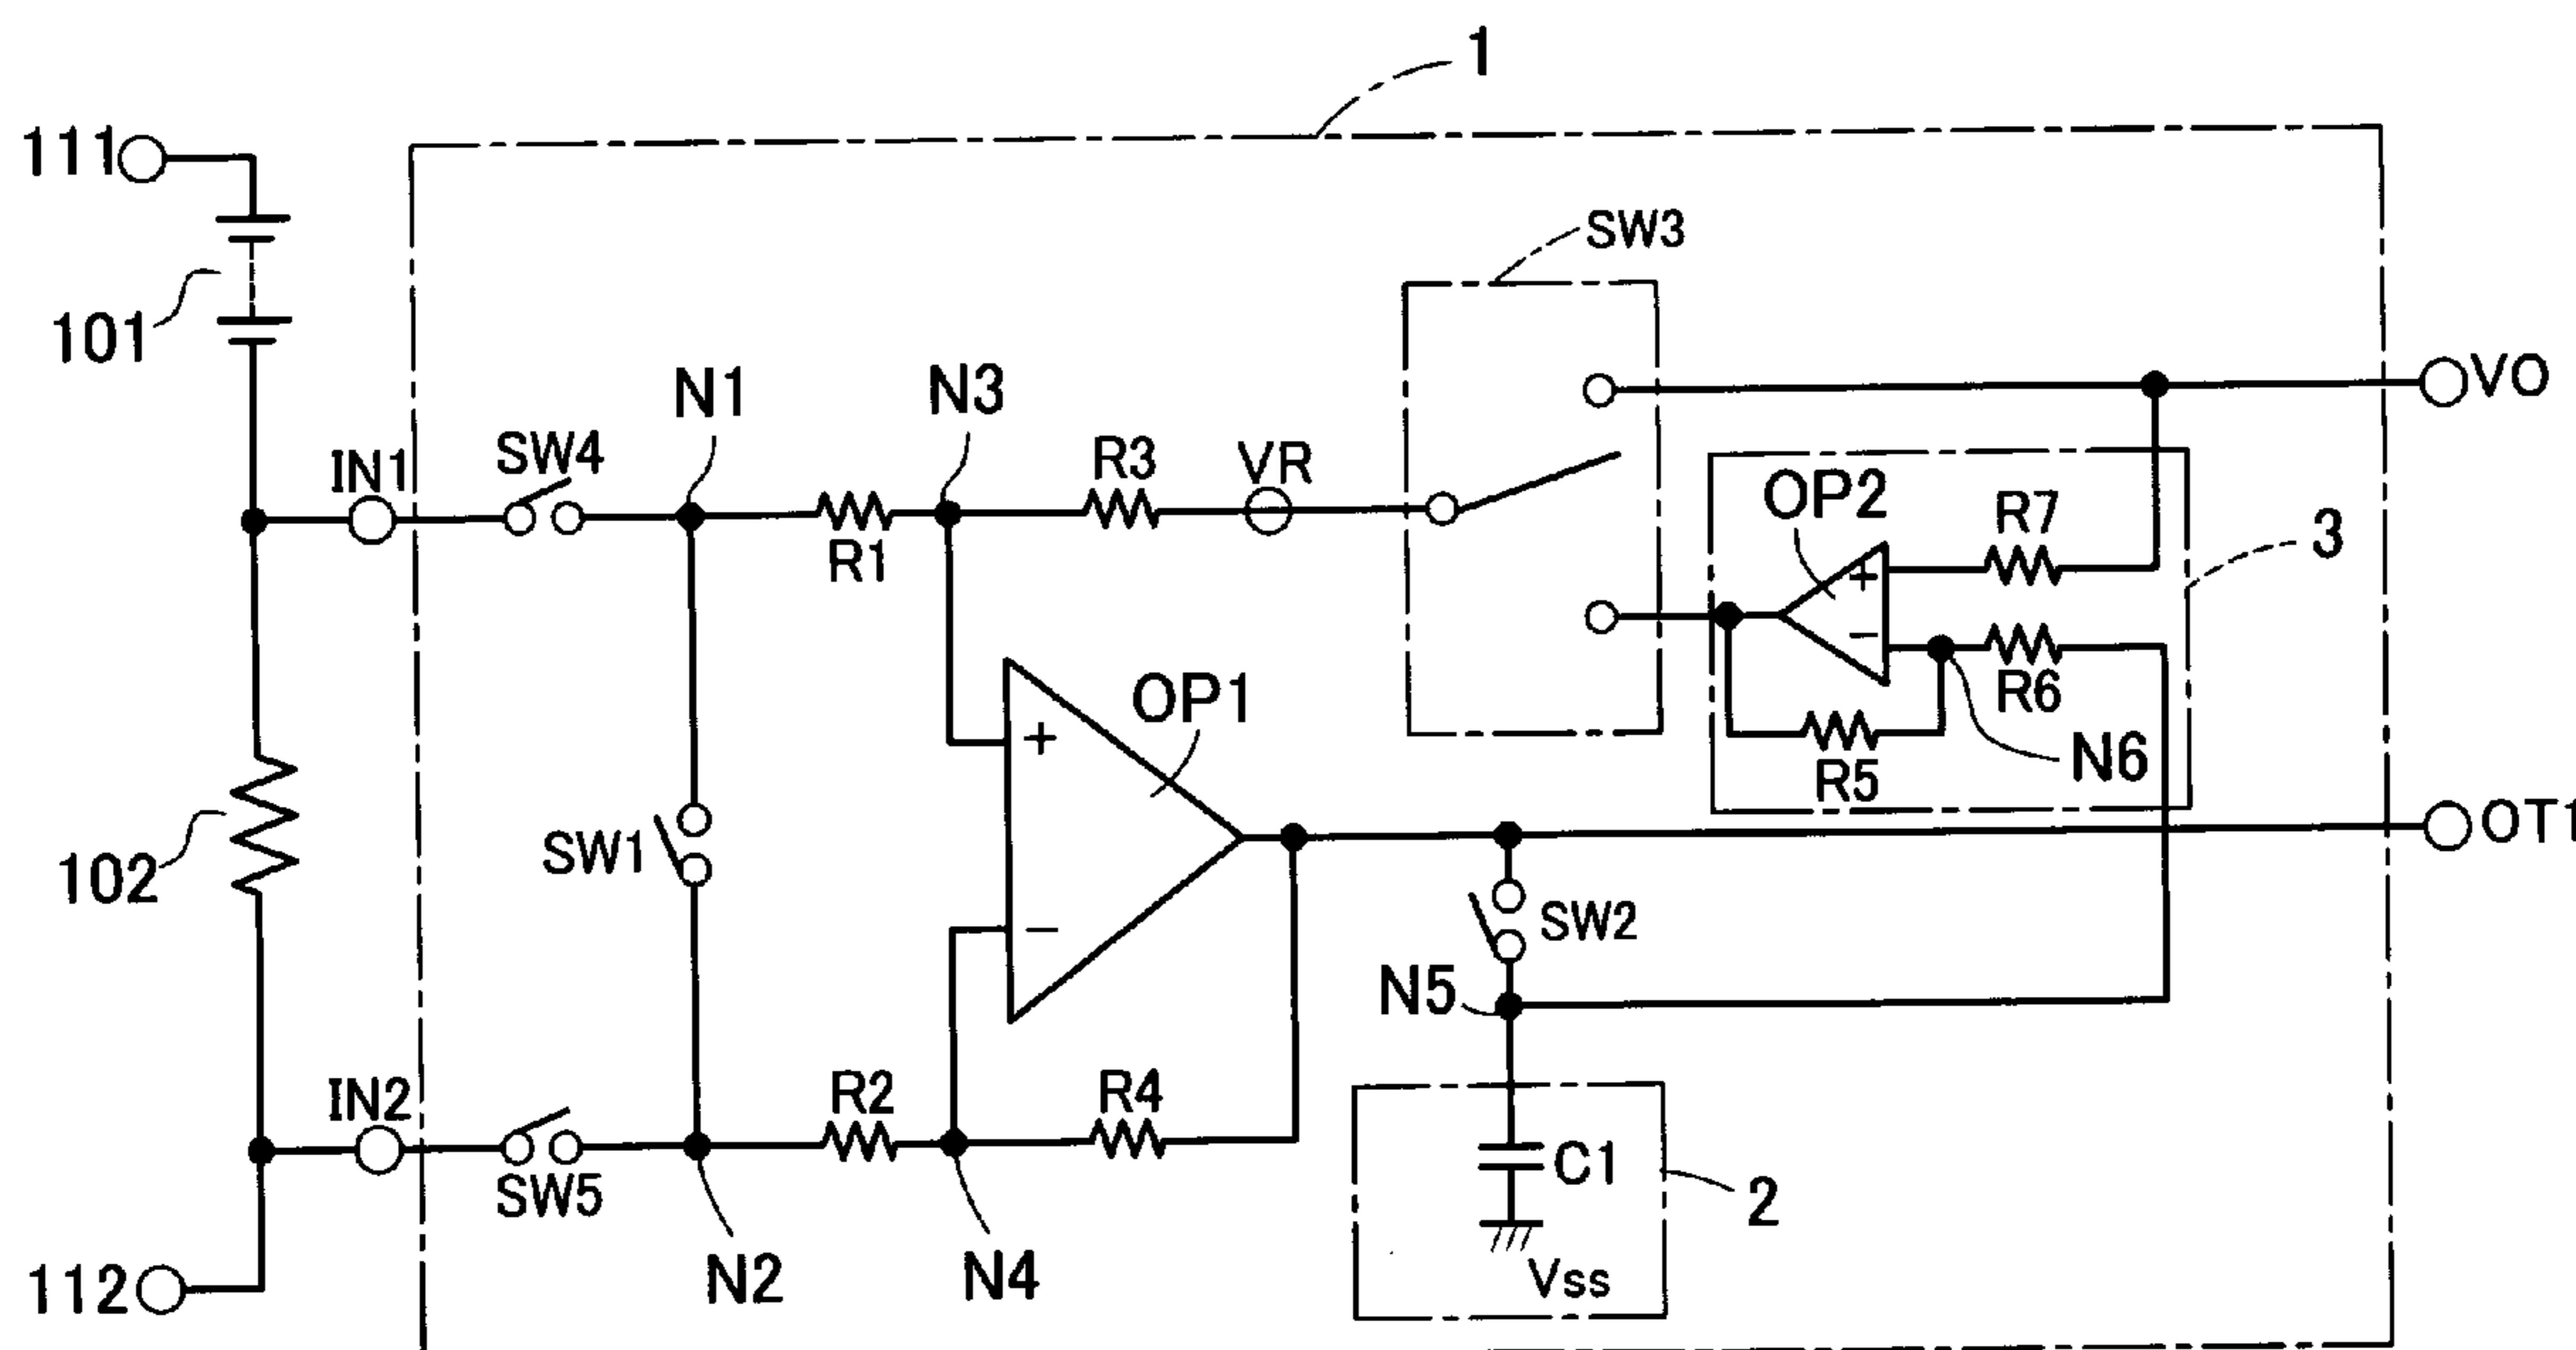 1
111
SW3
101
VO
N1
N3
IN1
SW4
R3
VR
OP2
R7
3
R1
+
−
R6
OP1
N6
R5
+
102
SW1
OT1
SW2
−
N5
IN2
R2
R4
C1
2
SW5
N2
N4
Vss
112